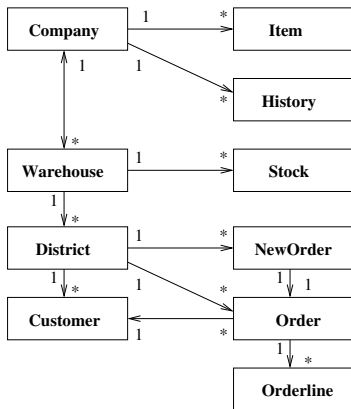 1 *
Company Item
1 1
* History
*
Warehouse 1 * Stock
1
*
District 1 * NewOrder
1 1 * 1 1
*
Customer Order
1 * 1
*
Orderline